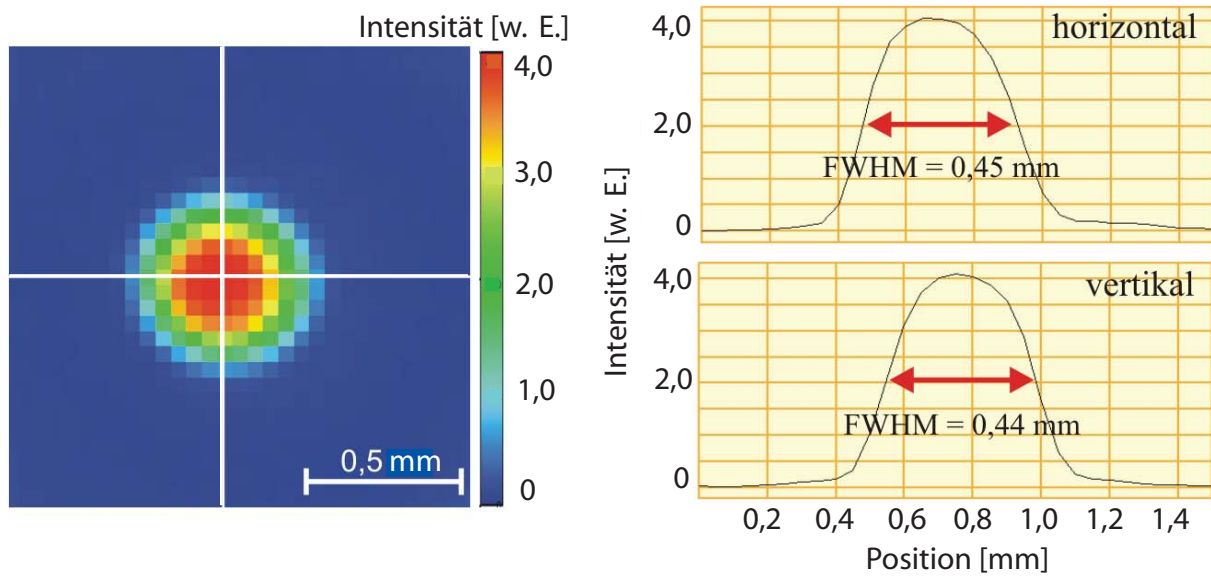 Intensität [w. E.]
4,0
3,0
2,0
1,0
0
0,5 mm
Intensität [w. E.]
4,0
2,0
0
horizontal
FWHM = 0,45 mm
4,0
2,0
0
vertikal
FWHM = 0,44 mm
0,2 0,4 0,6 0,8 1,0 1,2 1,4
Position [mm]